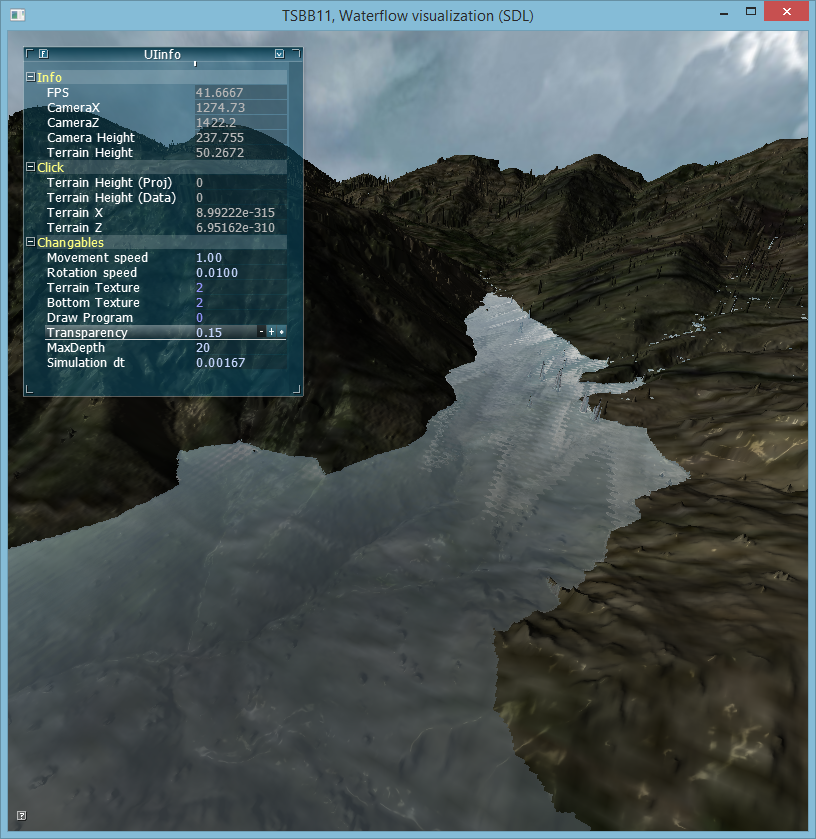 TSBB11, Waterflow visualization (SDL)
UIinfo
Info
FPS 41.6667
CameraX 1274.73
CameraZ 1422.2
Camera Height 237.755
Terrain Height 50.2672
Click
Terrain Height (Proj) 0
Terrain Height (Data) 0
Terrain X 8.99222e-315
Terrain Z 6.95162e-310
Changables
Movement speed 1.00
Rotation speed 0.0100
Terrain Texture 2
Bottom Texture 2
Draw Program 0
Transparency 0.15
MaxDepth 20
Simulation dt 0.00167
?